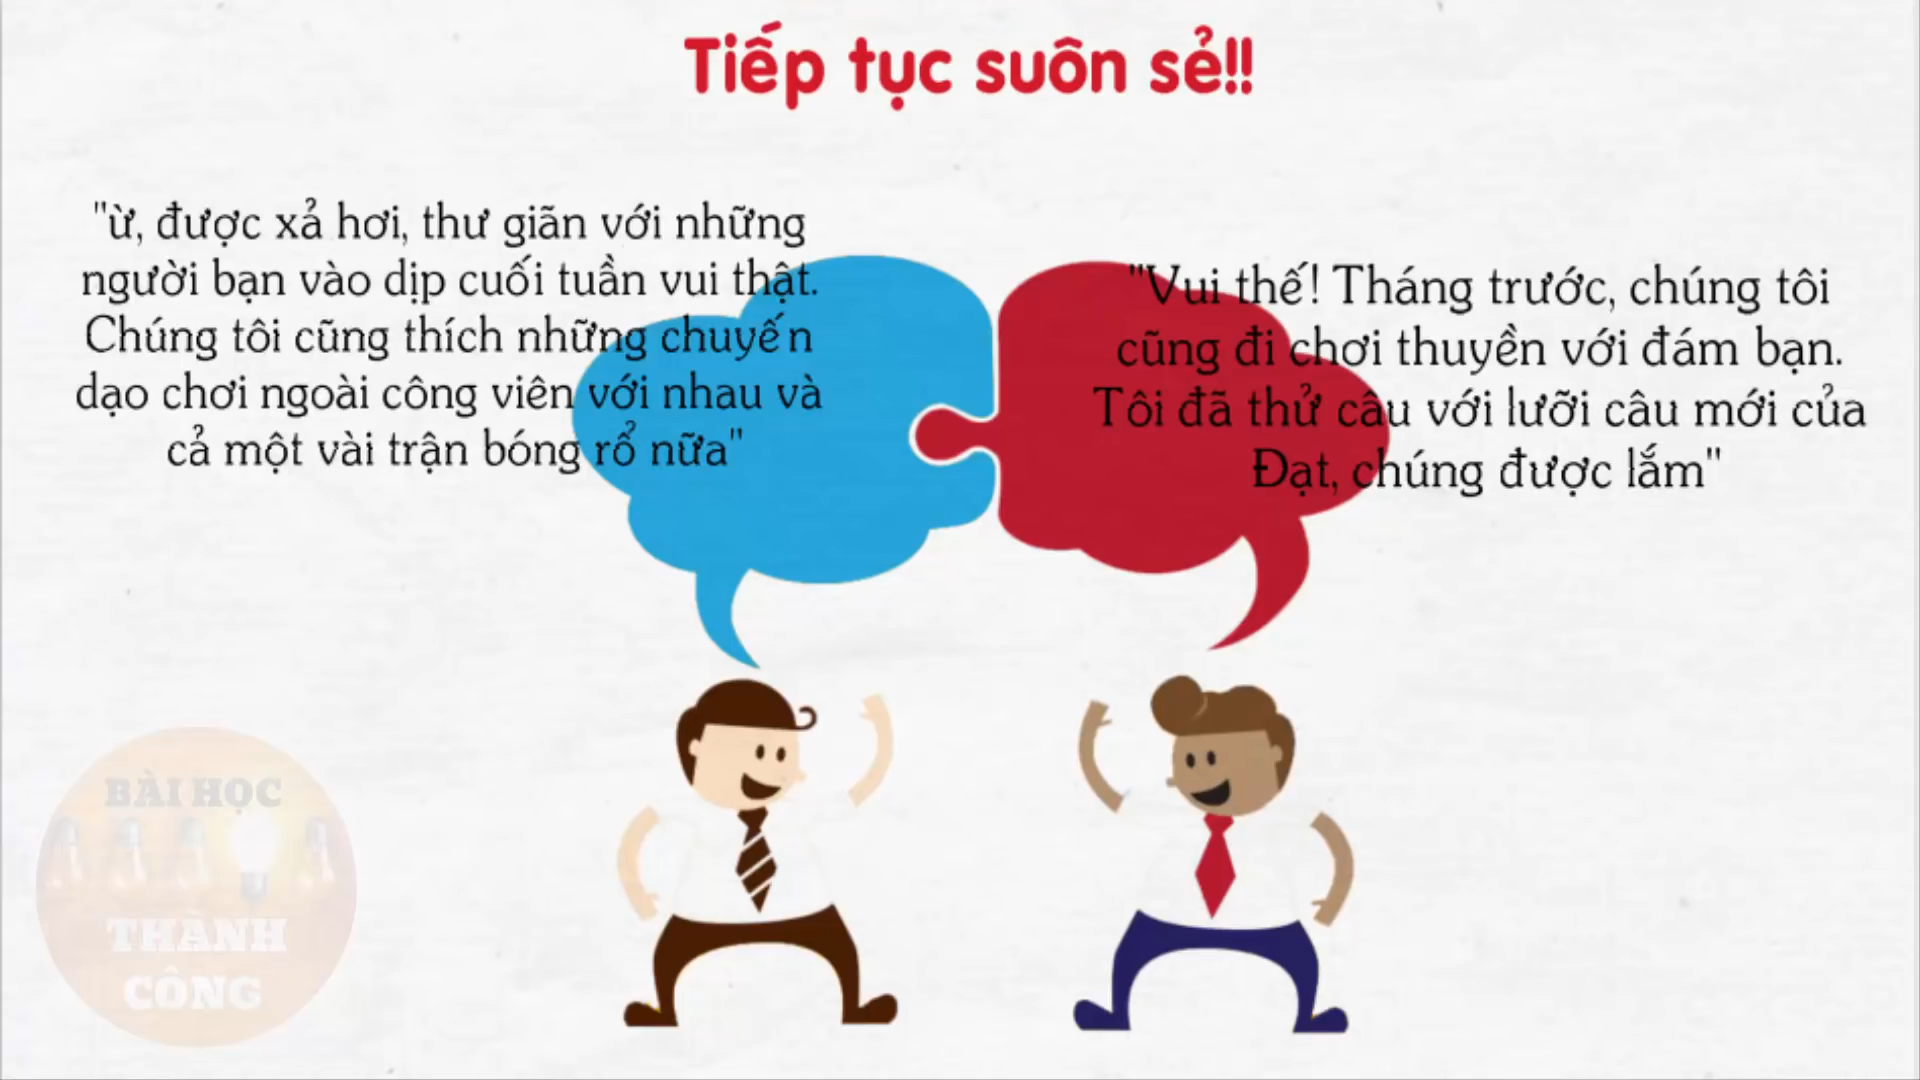 Tiếp tục suôn sẻ!!
"ừ, được xả hơi, thư giãn với những
người bạn vào dịp cuối tuần vui thật.
Chúng tôi cũng thích những chuyến
dạo chơi ngoài công viên với nhau và
cả một vài trận bóng rổ nữa"
"Vui thế! Tháng trước, chúng tôi
cũng đi chơi thuyền với đám bạn.
Tôi đã thử câu với lưỡi câu mới của
Đạt, chúng được lắm"
BÀI HỌC
THÀNH
CÔNG